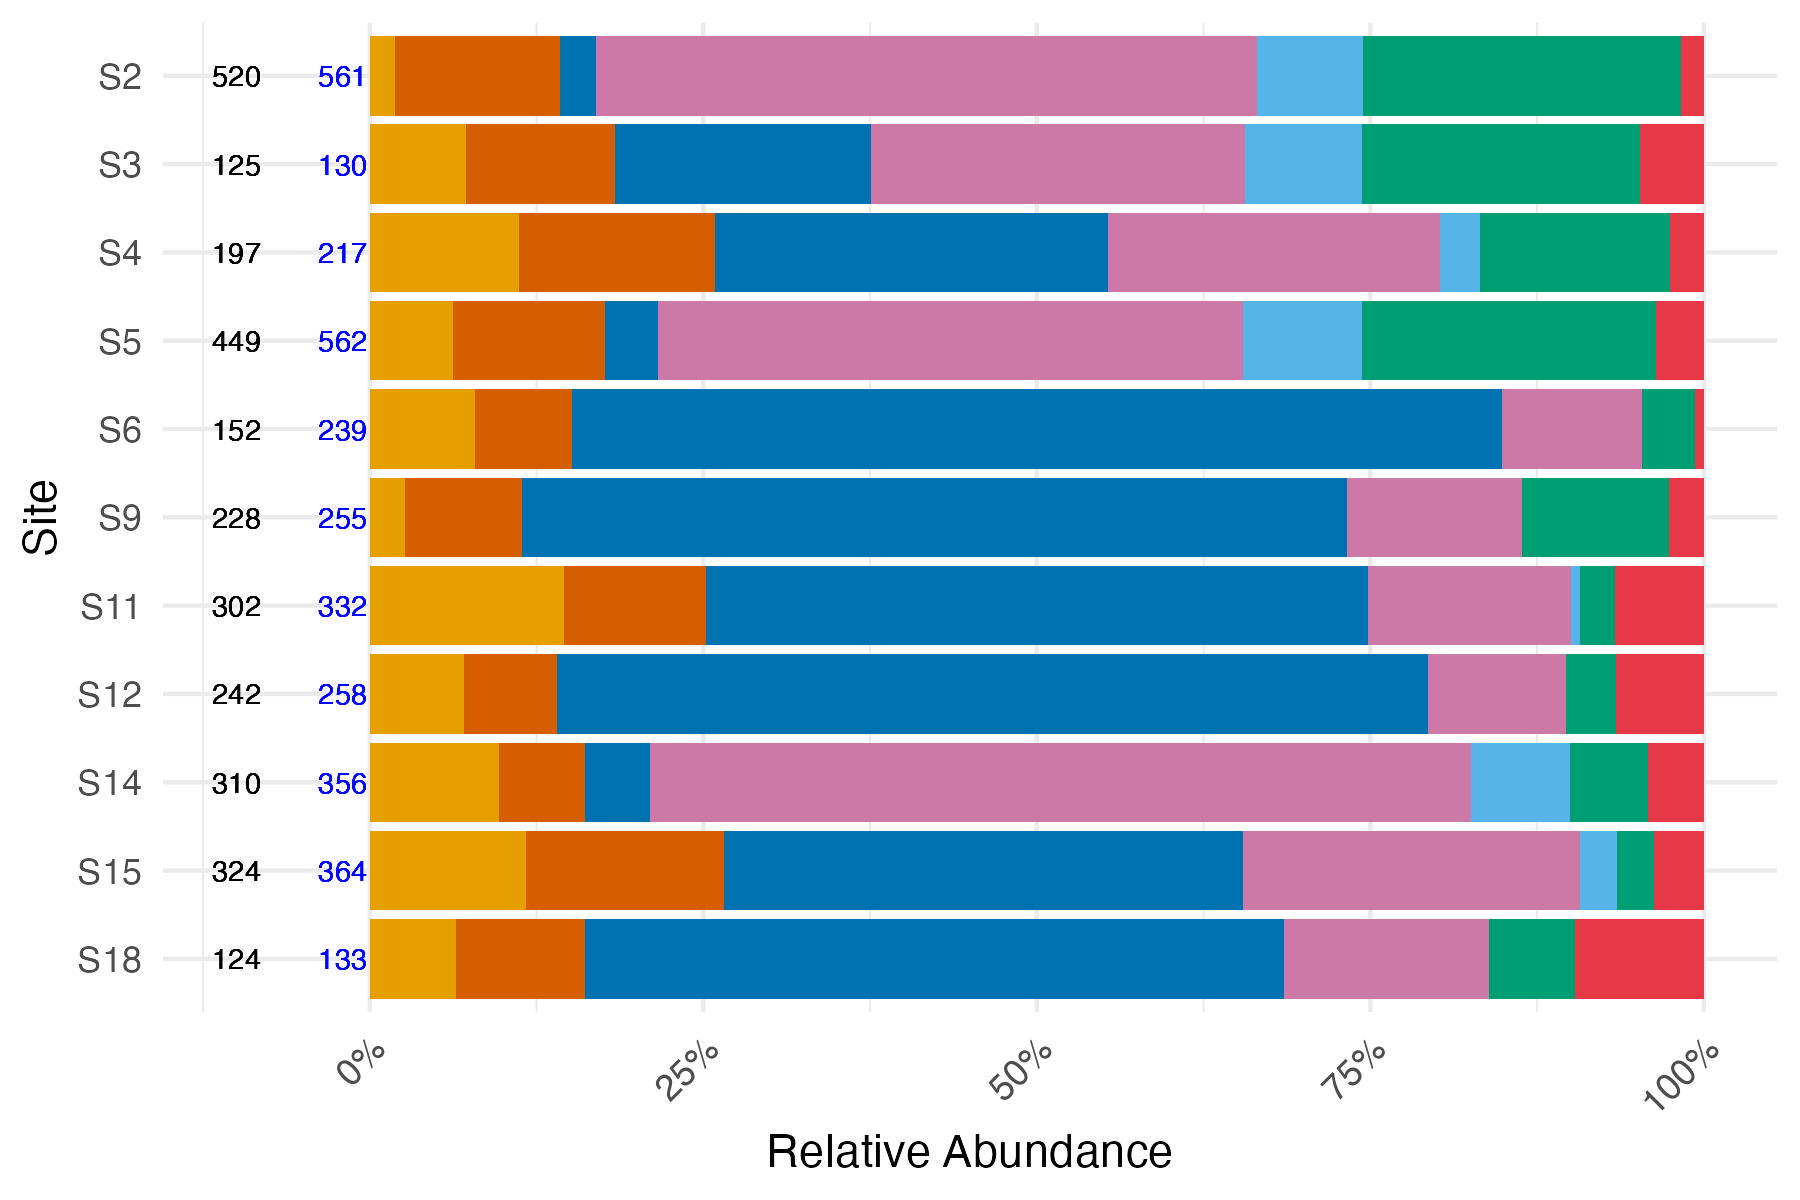 S2 520 561
S3 125 130
S4 197 217
S5 449 562
S6 152 239
S9 228 255
S11 302 332
S12 242 258
S14 310 356
S15 324 364
S18 124 133
Site
0% 25% 50% 75% 100%
Relative Abundance